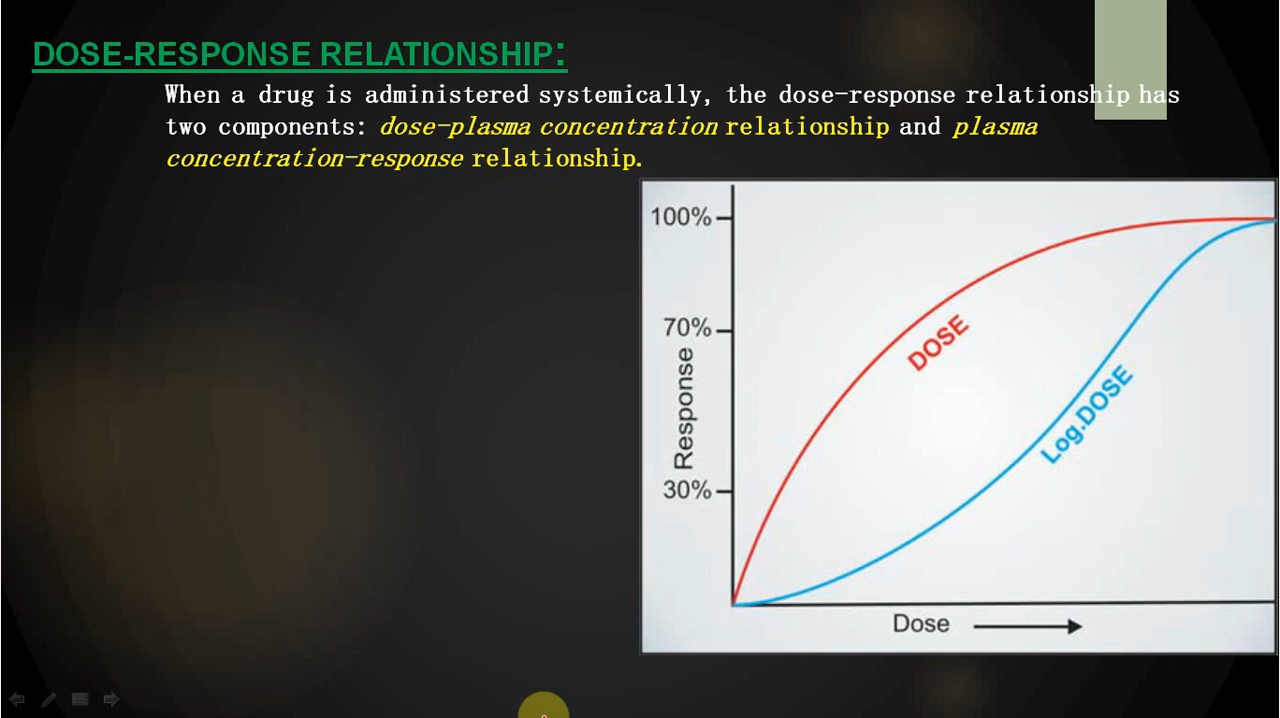 DOSE-RESPONSE RELATIONSHIP:
When a drug is administered systemically, the dose-response relationship has
two components: dose-plasma concentration relationship and plasma
concentration-response relationship.
100%
70%
30%
Response
DOSE
Log.DOSE
Dose